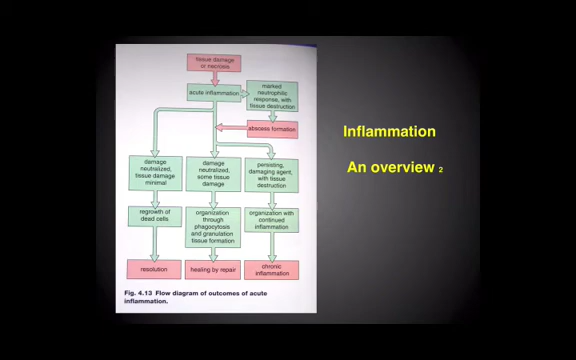 tissue damage
or necrosis
acute inflammation
marked
neutrophilic
response, with
tissue destruction
abscess formation
damage
neutralized,
tissue damage
minimal
damage
neutralized,
some tissue
damage
persisting,
damaging agent,
with tissue
destruction
regrowth of
dead cells
organization
through
phagocytosis
and granulation
tissue formation
organization with
continued
inflammation
resolution
healing by repair
chronic
inflammation
Fig. 4.13 Flow diagram of outcomes of acute
inflammation.
Inflammation
An overview 2